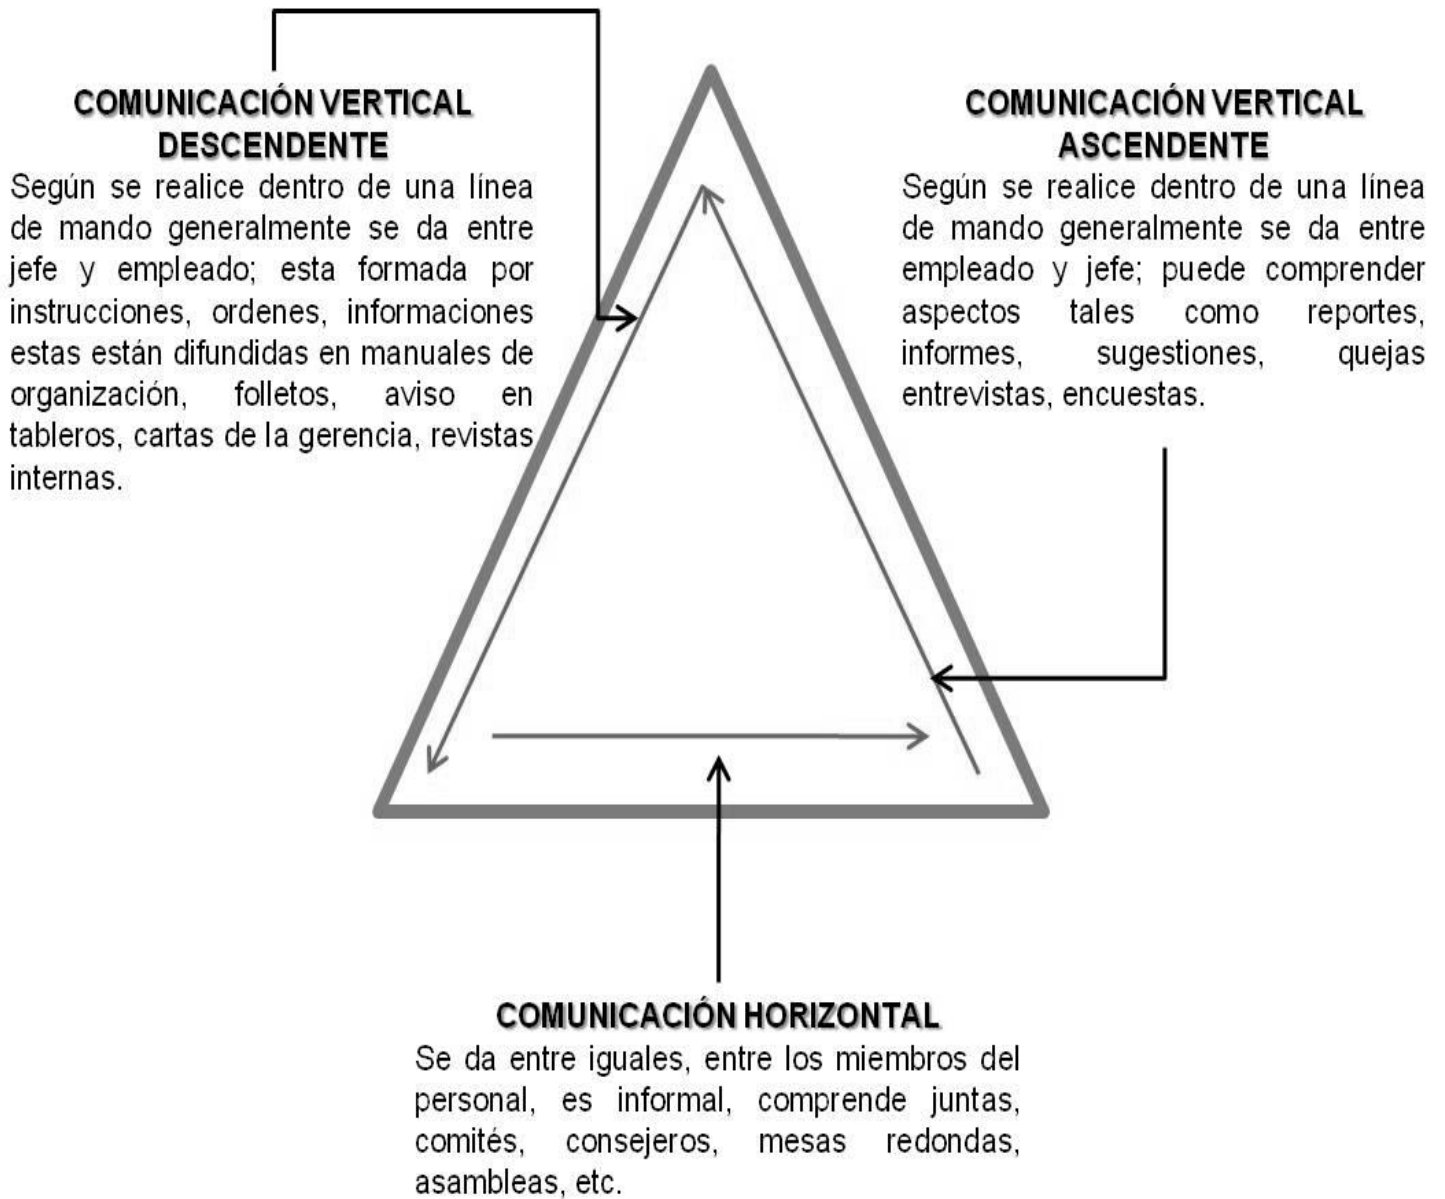 COMUNICACIÓN VERTICAL
DESCENDENTE
Según se realice dentro de una línea
de mando generalmente se da entre
jefe y empleado; esta formada por
instrucciones, ordenes, informaciones
estas están difundidas en manuales de
organización, folletos, aviso en
tableros, cartas de la gerencia, revistas
internas.
COMUNICACIÓN VERTICAL
ASCENDENTE
Según se realice dentro de una línea
de mando generalmente se da entre
empleado y jefe; puede comprender
aspectos tales como reportes,
informes, sugestiones, quejas
entrevistas, encuestas.
COMUNICACIÓN HORIZONTAL
Se da entre iguales, entre los miembros del
personal, es informal, comprende juntas,
comités, consejeros, mesas redondas,
asambleas, etc.